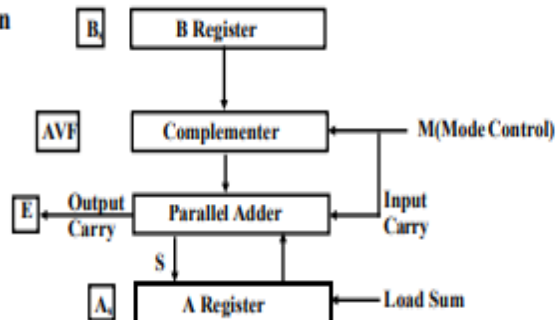 n
Bs
B Register
AVF
Complementer
M(Mode Control)
E
Output
Carry
Parallel Adder
Input
Carry
S
As
A Register
Load Sum